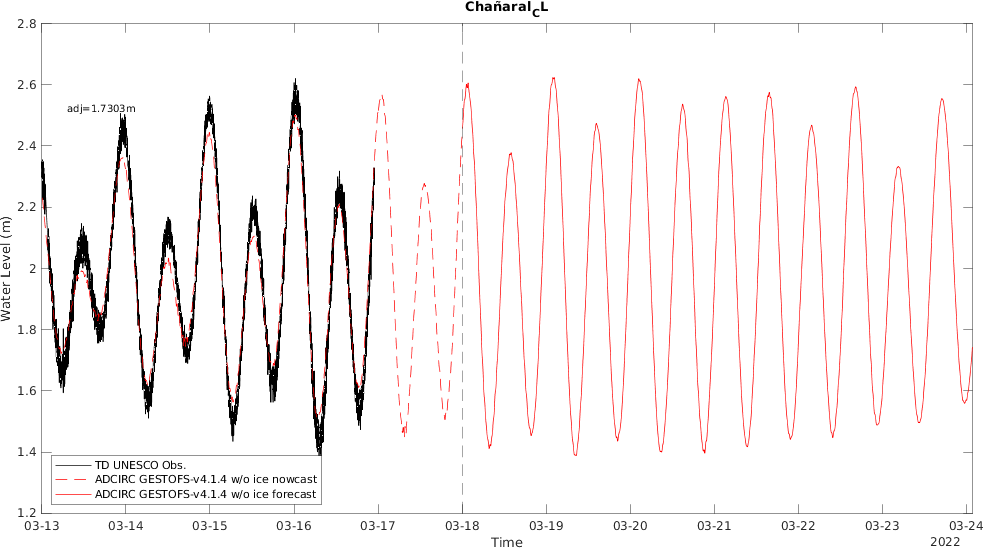 Chañaral_CL
2.8
2.6
2.4
2.2
2
1.8
1.6
1.4
1.2
Water Level (m)
adj=1.7303m
TD UNESCO Obs.
ADCIRC GESTOFS-v4.1.4 w/o ice nowcast
ADCIRC GESTOFS-v4.1.4 w/o ice forecast
03-13 03-14 03-15 03-16 03-17 03-18 03-19 03-20 03-21 03-22 03-23 03-24
Time
2022